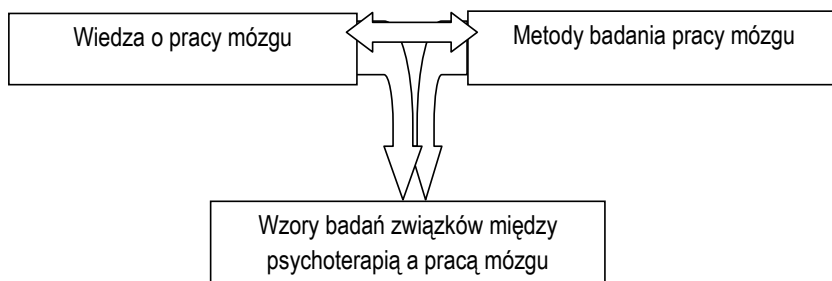 Wiedza o pracy mózgu
Metody badania pracy mózgu
Wzory badań związków między
psychoterapią a pracą mózgu